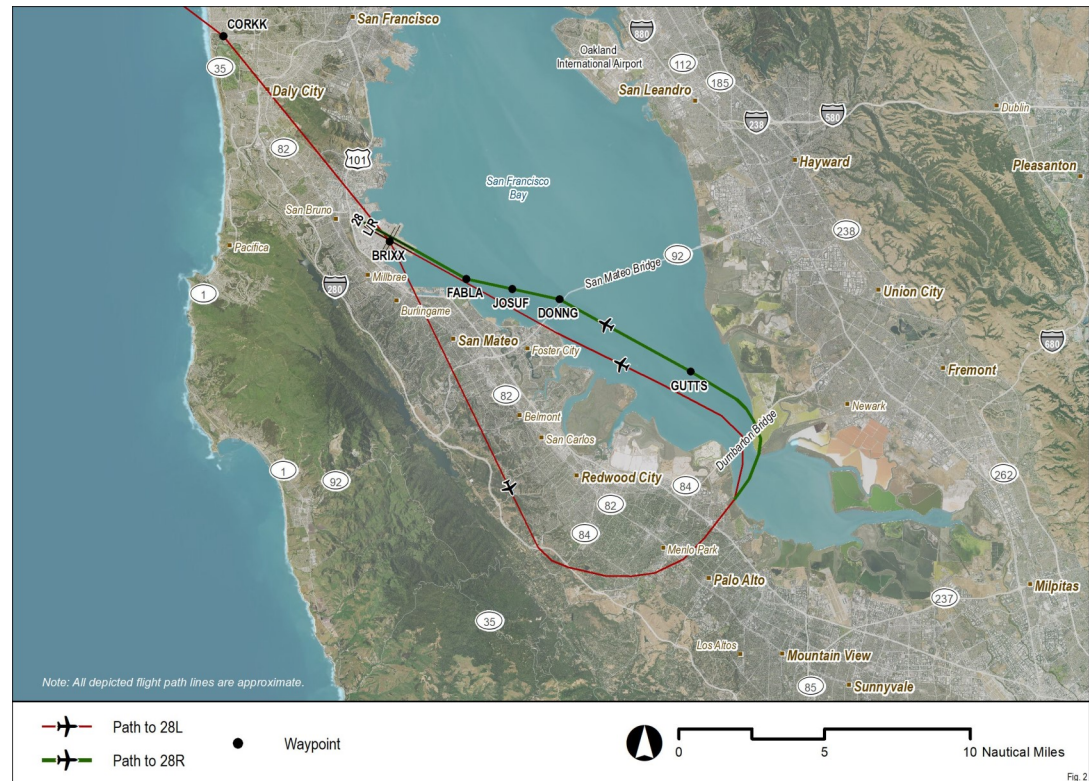 CORKK
San Francisco
880
Oakland
International Airport
112
185
35
Daly City
San Leandro
238
580
Dublin
82
101
Hayward
Pleasanton
San Francisco
Bay
San Bruno
28
L/R
BRIXX
92
San Mateo Bridge
238
Pacifica
Millbrae
280
1
FABLA
JOSUF
DONNG
Burlingame
Union City
San Mateo
Foster City
680
GUTTS
Fremont
82
Newark
Belmont
San Carlos
Dumbarton Bridge
1
92
Redwood City
84
262
82
84
Menlo Park
Palo Alto
Milpitas
237
35
Los Altos
Mountain View
85
Sunnyvale
Note: All depicted flight path lines are approximate.
Path to 28L
Path to 28R
Waypoint
0
5
10 Nautical Miles
Fig. 2